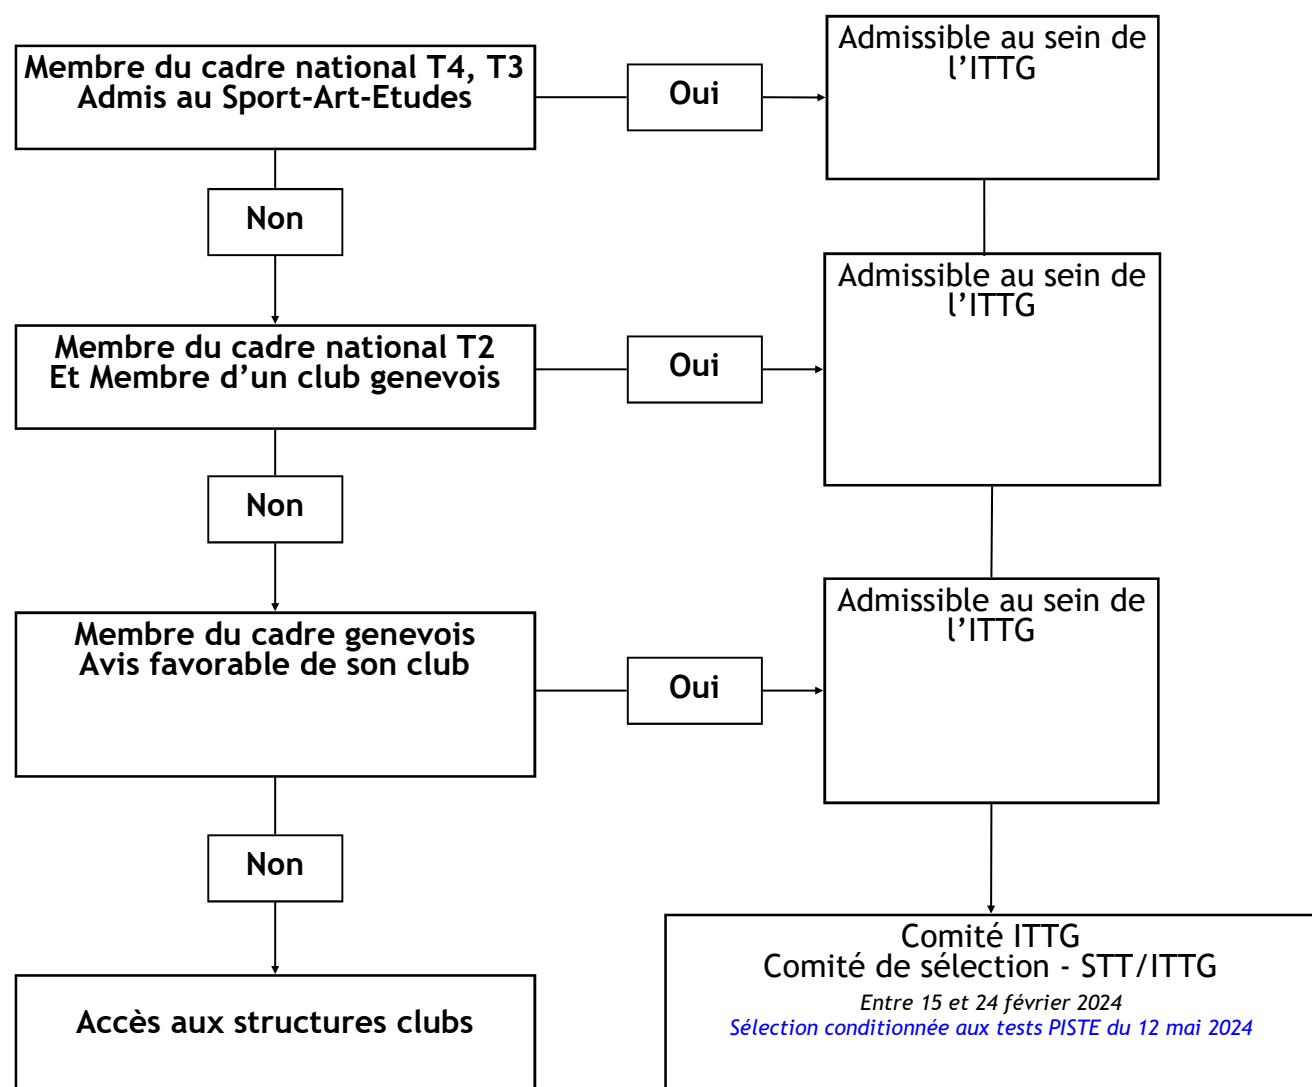 Membre du cadre national T4, T3
Admis au Sport-Art-Etudes
Oui
Admissible au sein de
l’ITTG
Non
Membre du cadre national T2
Et Membre d’un club genevois
Oui
Admissible au sein de
l’ITTG
Non
Membre du cadre genevois
Avis favorable de son club
Oui
Admissible au sein de
l’ITTG
Non
Accès aux structures clubs
Comité ITTG
Comité de sélection - STT/ITTG
Entre 15 et 24 février 2024
Sélection conditionnée aux tests PISTE du 12 mai 2024